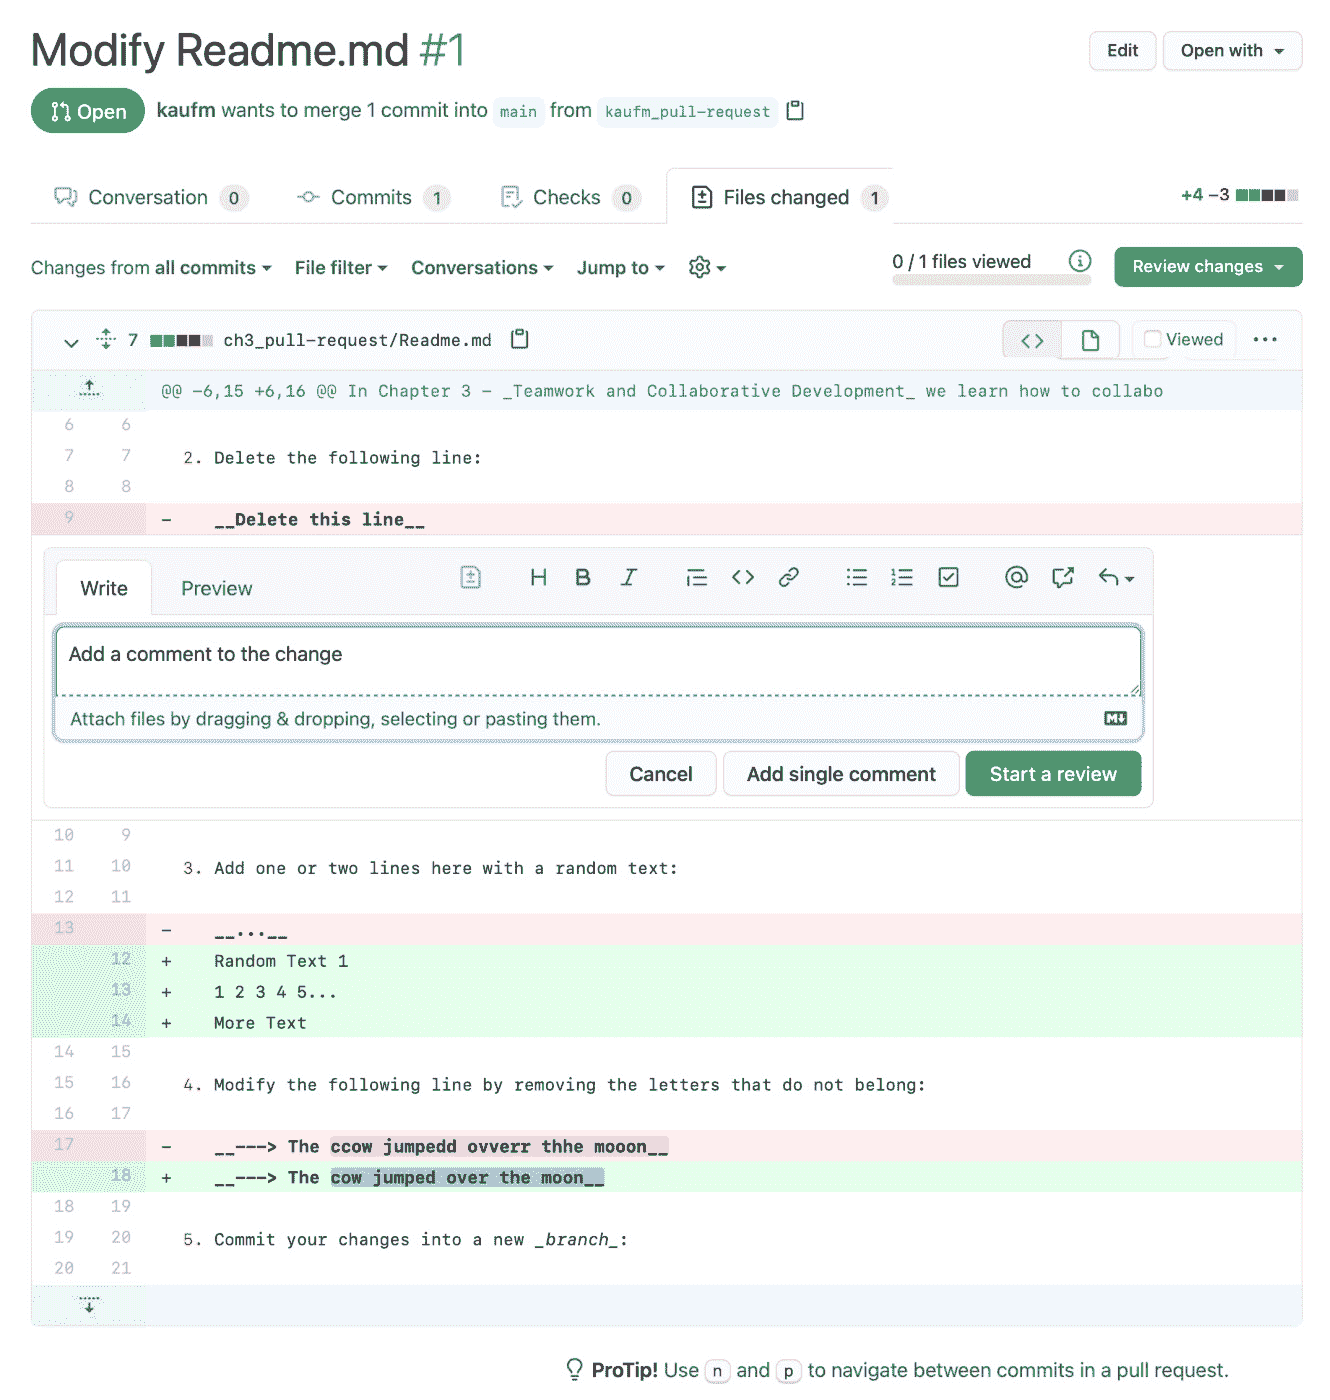 Modify Readme.md #1
Edit
Open with
Open
kaufm wants to merge 1 commit into main from kaufm_pull-request
Conversation 0
Commits 1
Checks 0
Files changed 1
+4 −3
Changes from all commits
File filter
Conversations
Jump to
0 / 1 files viewed
Review changes
7 ch3_pull-request/Readme.md
<>
Viewed
...
@@ −6,15 +6,16 @@ In Chapter 3 – _Teamwork and Collaborative Development_ we learn how to collabo
6 6
7 7 2. Delete the following line:
8 8
9 − __Delete this line__
Write
Preview
H B I
<>
@
Add a comment to the change
Attach files by dragging & dropping, selecting or pasting them.
M↓
Cancel
Add single comment
Start a review
10 9
11 10 3. Add one or two lines here with a random text:
12 11
13 − __...__
12 + Random Text 1
13 + 1 2 3 4 5...
14 + More Text
14 15
15 16 4. Modify the following line by removing the letters that do not belong:
16 17
17 − __---> The ccow jumpedd ovverr thhe mooon__
18 + __---> The cow jumped over the moon__
18 19
19 20 5. Commit your changes into a new _branch_:
20 21
ProTip! Use n and p to navigate between commits in a pull request.